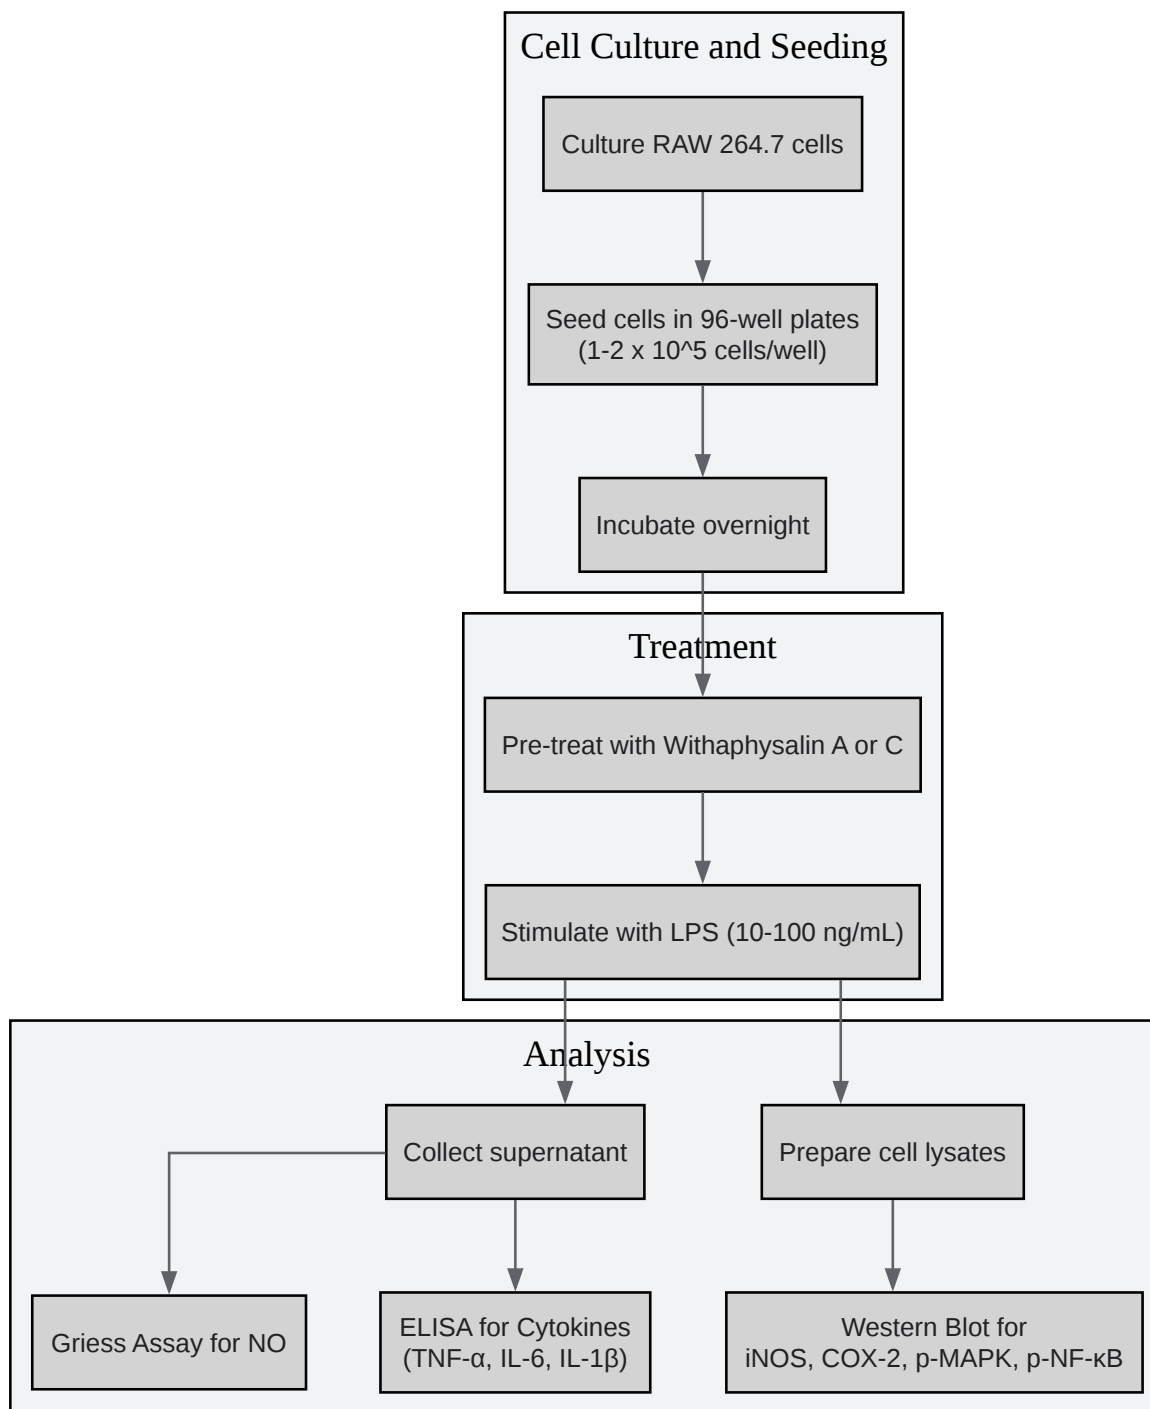 Cell Culture and Seeding
Culture RAW 264.7 cells
Seed cells in 96-well plates
(1-2 x 10^5 cells/well)
Incubate overnight
Treatment
Pre-treat with Withaphysalin A or C
Stimulate with LPS (10-100 ng/mL)
Analysis
Collect supernatant
Prepare cell lysates
Griess Assay for NO
ELISA for Cytokines
(TNF-α, IL-6, IL-1β)
Western Blot for
iNOS, COX-2, p-MAPK, p-NF-κB